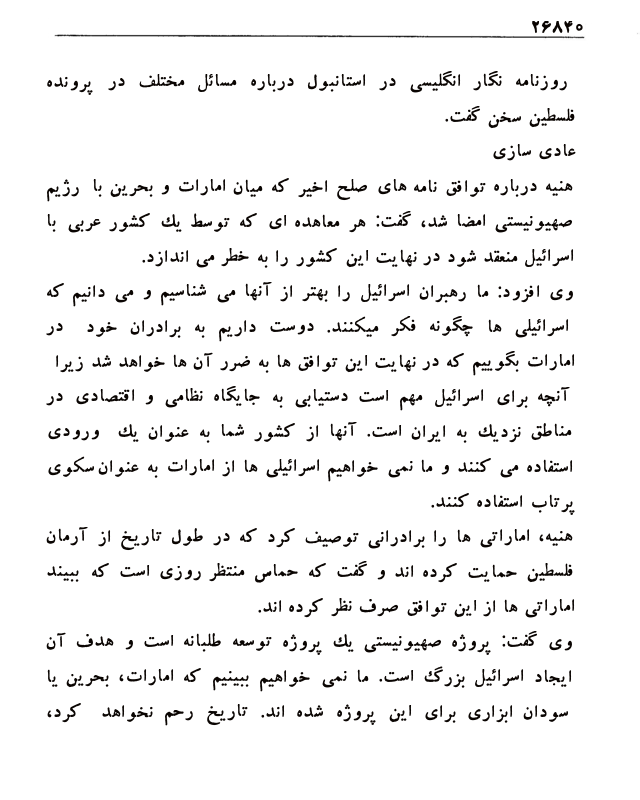 ۲۶۸۴۰
روزنامه نگار انگلیسی در استانبول درباره مسائل مختلف در پرونده
فلسطین سخن گفت.
عادی سازی
هنیه درباره توافق نامه های صلح اخیر که میان امارات و بحرین با رژیم
صهیونیستی امضا شد، گفت: هر معاهده ای که توسط یك کشور عربی با
اسرائیل منعقد شود در نهایت این کشور را به خطر می اندازد.
وی افزود: ما رهبران اسرائیل را بهتر از آنها می شناسیم و می دانیم که
اسرائیلی ها چگونه فکر میکنند. دوست داریم به برادران خود در
امارات بگوییم که در نهایت این توافق ها به ضرر آن ها خواهد شد زیرا
آنچه برای اسرائیل مهم است دستیابی به جایگاه نظامی و اقتصادی در
مناطق نزدیك به ایران است. آنها از کشور شما به عنوان یك ورودی
استفاده می کنند و ما نمی خواهیم اسرائیلی ها از امارات به عنوان سکوی
پرتاب استفاده کنند.
هنیه، اماراتی ها را برادرانی توصیف کرد که در طول تاریخ از آرمان
فلسطین حمایت کرده اند و گفت که حماس منتظر روزی است که ببیند
اماراتی ها از این توافق صرف نظر کرده اند.
وی گفت: پروژه صهیونیستی یك پروژه توسعه طلبانه است و هدف آن
ایجاد اسرائیل بزرگ است. ما نمی خواهیم ببینیم که امارات، بحرین یا
سودان ابزاری برای این پروژه شده اند. تاریخ رحم نخواهد کرد،